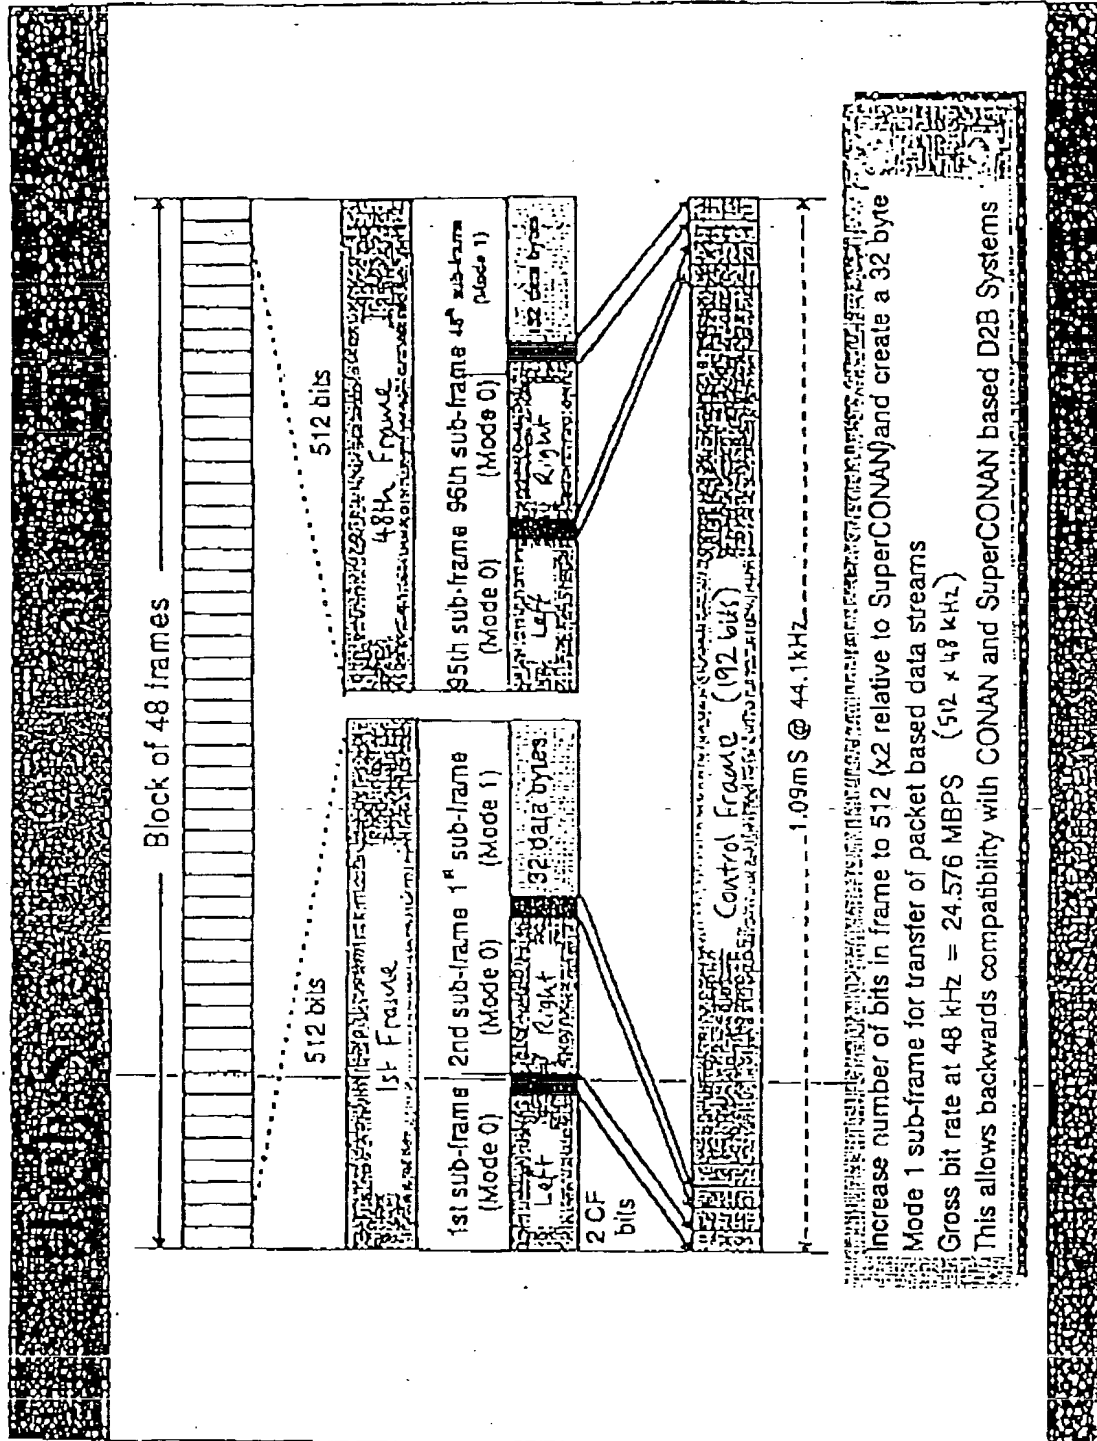 Block of 48 frames
512 bits
512 bits
1st Frame
48th Frame
1st sub-frame
(Mode 0)
2nd sub-frame
(Mode 0)
1st sub-frame
(Mode 1)
95th sub-frame
(Mode 0)
96th sub-frame
(Mode 0)
48th sub-frame
(Mode 1)
Left
Right
32 data bytes
Left
Right
32 data bytes
2 CF
bits
Control Frame (192 bits)
1.09mS @ 44.1kHz
Increase number of bits in frame to 512 (x2 relative to SuperCONAN) and create a 32 byte
Mode 1 sub-frame for transfer of packet based data streams
Gross bit rate at 48 kHz = 24.576 MBPS (512 x 48 kHz)
This allows backwards compatibility with CONAN and SuperCONAN based D2B Systems